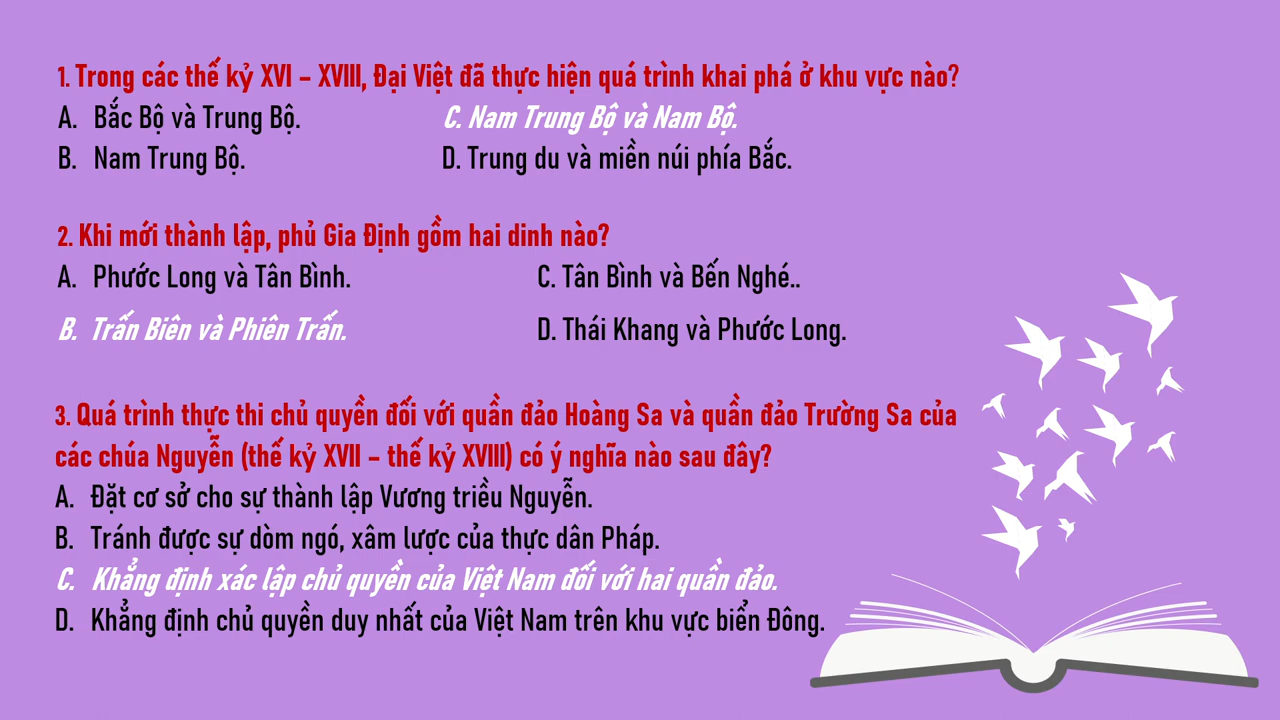 1. Trong các thế kỷ XVI – XVIII, Đại Việt đã thực hiện quá trình khai phá ở khu vực nào?
A. Bắc Bộ và Trung Bộ. C. Nam Trung Bộ và Nam Bộ.
B. Nam Trung Bộ. D. Trung du và miền núi phía Bắc.
2. Khi mới thành lập, phủ Gia Định gồm hai dinh nào?
A. Phước Long và Tân Bình. C. Tân Bình và Bến Nghé..
B. Trấn Biên và Phiên Trấn. D. Thái Khang và Phước Long.
3. Quá trình thực thi chủ quyền đối với quần đảo Hoàng Sa và quần đảo Trường Sa của
các chúa Nguyễn (thế kỷ XVII – thế kỷ XVIII) có ý nghĩa nào sau đây?
A. Đặt cơ sở cho sự thành lập Vương triều Nguyễn.
B. Tránh được sự dòm ngó, xâm lược của thực dân Pháp.
C. Khẳng định xác lập chủ quyền của Việt Nam đối với hai quần đảo.
D. Khẳng định chủ quyền duy nhất của Việt Nam trên khu vực biển Đông.